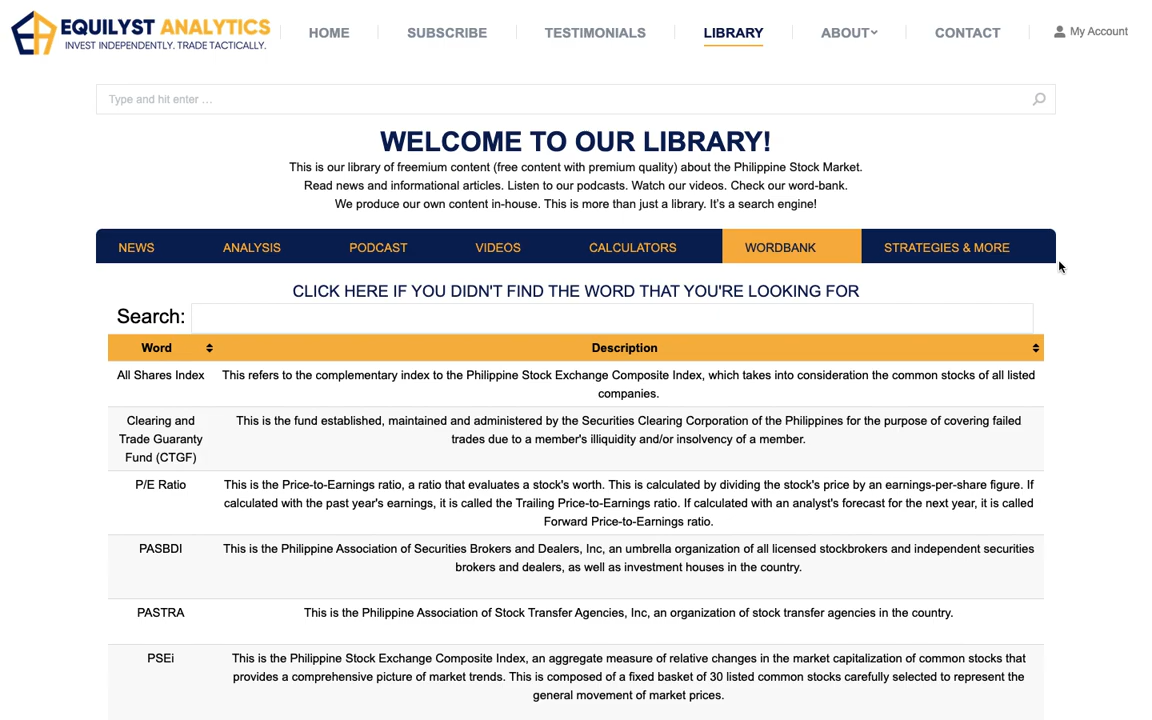 EQUILYST ANALYTICS
INVEST INDEPENDENTLY. TRADE TACTICALLY.
HOME
SUBSCRIBE
TESTIMONIALS
LIBRARY
ABOUT
CONTACT
My Account
Type and hit enter …
WELCOME TO OUR LIBRARY!
This is our library of freemium content (free content with premium quality) about the Philippine Stock Market.
Read news and informational articles. Listen to our podcasts. Watch our videos. Check our word-bank.
We produce our own content in-house. This is more than just a library. It's a search engine!
NEWS
ANALYSIS
PODCAST
VIDEOS
CALCULATORS
WORDBANK
STRATEGIES & MORE
CLICK HERE IF YOU DIDN'T FIND THE WORD THAT YOU'RE LOOKING FOR
Search:
Word
Description
All Shares Index
This refers to the complementary index to the Philippine Stock Exchange Composite Index, which takes into consideration the common stocks of all listed
companies.
Clearing and
Trade Guaranty
Fund (CTGF)
This is the fund established, maintained and administered by the Securities Clearing Corporation of the Philippines for the purpose of covering failed
trades due to a member's illiquidity and/or insolvency of a member.
P/E Ratio
This is the Price-to-Earnings ratio, a ratio that evaluates a stock's worth. This is calculated by dividing the stock's price by an earnings-per-share figure. If
calculated with the past year's earnings, it is called the Trailing Price-to-Earnings ratio. If calculated with an analyst's forecast for the next year, it is called
Forward Price-to-Earnings ratio.
PASBDI
This is the Philippine Association of Securities Brokers and Dealers, Inc, an umbrella organization of all licensed stockbrokers and independent securities
brokers and dealers, as well as investment houses in the country.
PASTRA
This is the Philippine Association of Stock Transfer Agencies, Inc, an organization of stock transfer agencies in the country.
PSEi
This is the Philippine Stock Exchange Composite Index, an aggregate measure of relative changes in the market capitalization of common stocks that
provides a comprehensive picture of market trends. This is composed of a fixed basket of 30 listed common stocks carefully selected to represent the
general movement of market prices.